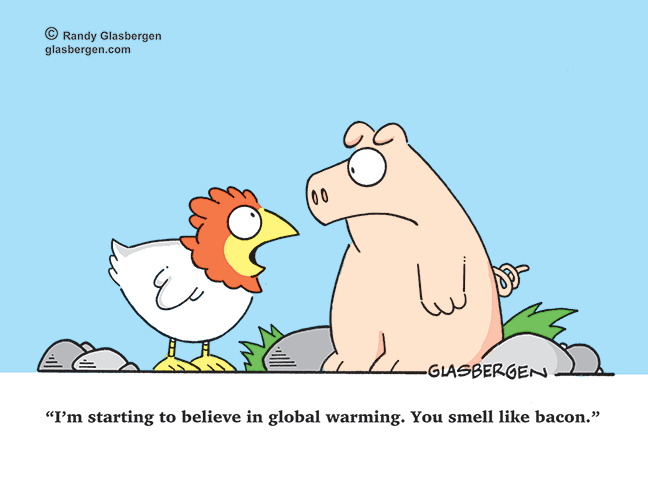 © Randy Glasbergen
glasbergen.com
GLASBERGEN
“I’m starting to believe in global warming. You smell like bacon.”